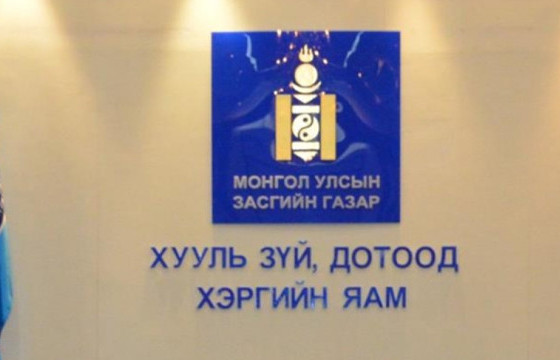 МОНГОЛ УЛСЫН
ЗАСГИЙН ГАЗАР
ХУУЛЬ ЗҮЙ, ДОТООД
ХЭРГИЙН ЯАМ